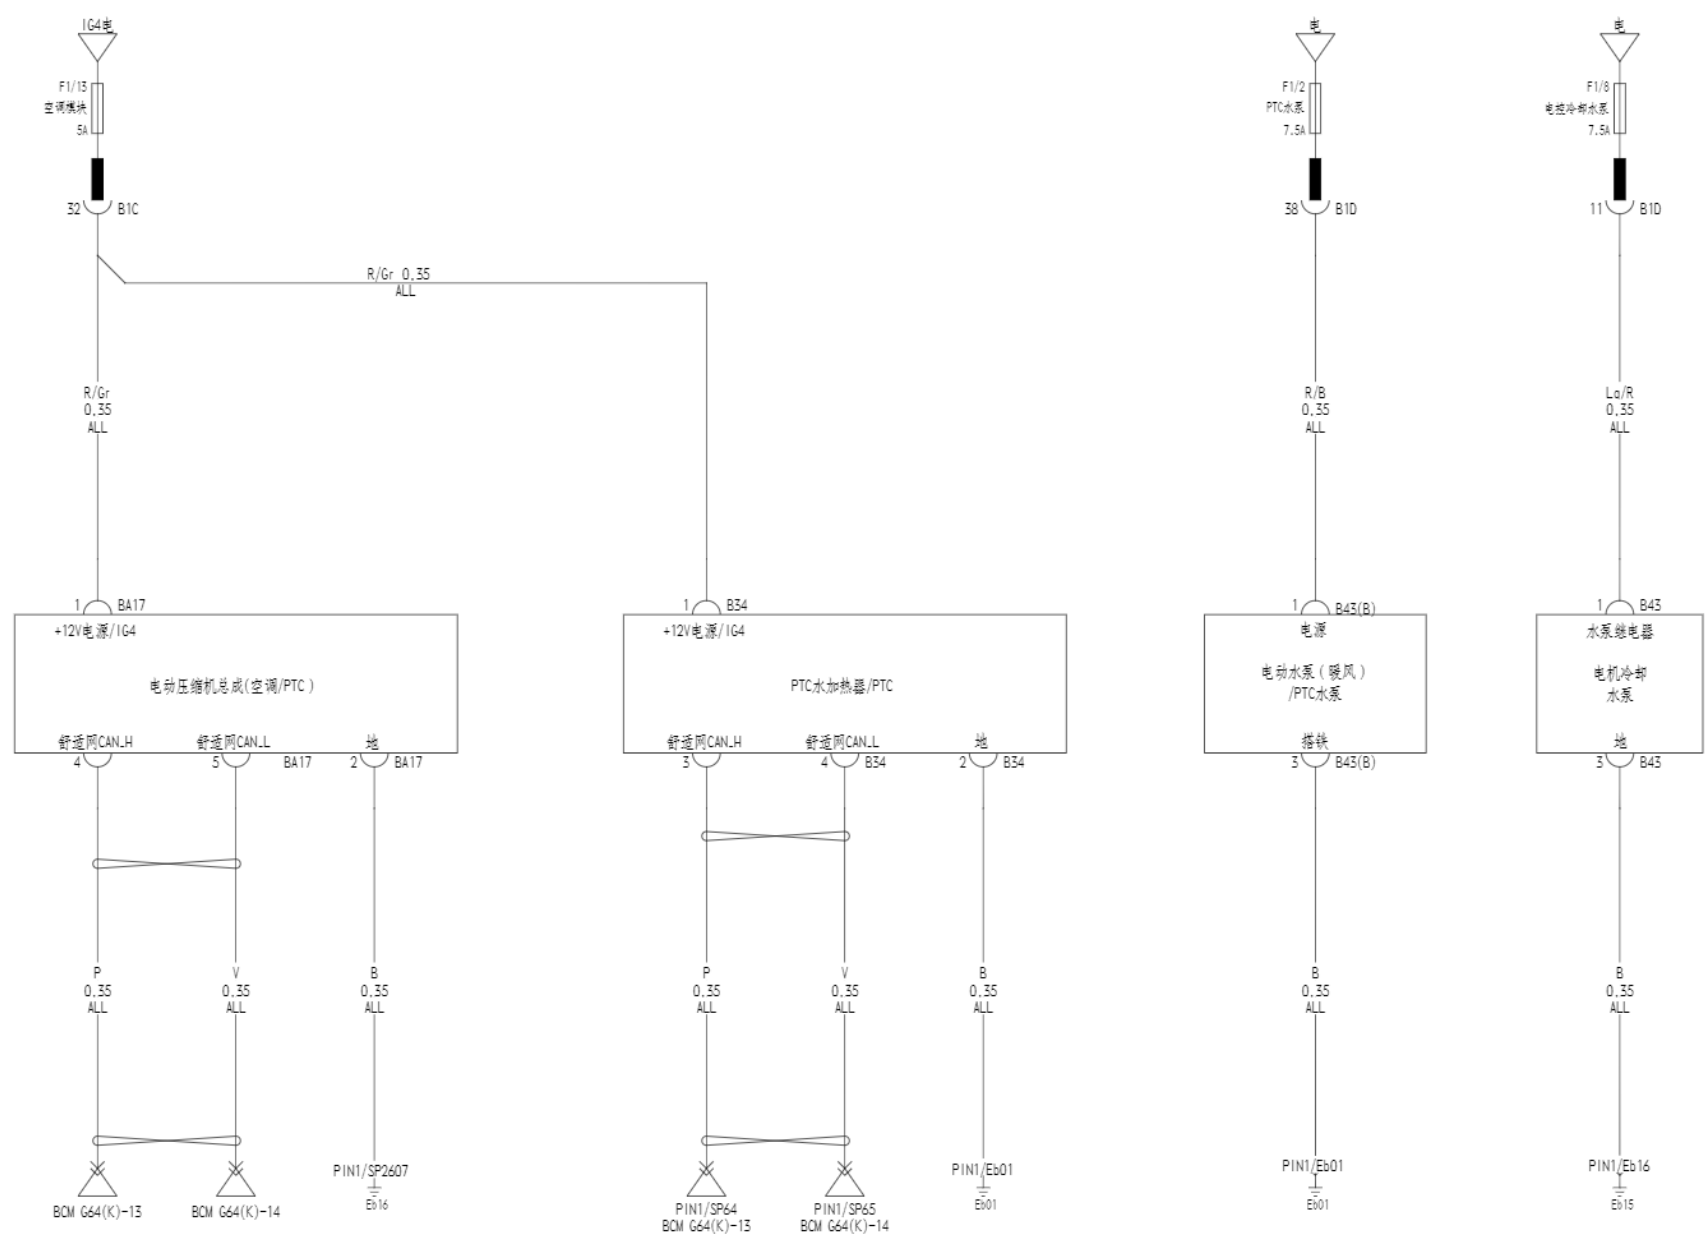 IG4电
电
电
F1/13
空调模块
5A
F1/2
PTC水泵
7.5A
F1/8
电控冷却水泵
7.5A
32 B1C
38 B1D
11 B1D
R/Gr 0,35
ALL
R/Gr
0,35
ALL
R/B
0,35
ALL
Lq/R
0,35
ALL
1 BA17
1 B34
1 B43(B)
1 B43
+12V电源/IG4
+12V电源/IG4
电源
水泵继电器
电动压缩机总成(空调/PTC)
PTC水加热器/PTC
电动水泵(暖风)
/PTC水泵
电机冷却
水泵
舒适网CAN_H
舒适网CAN_L
地
舒适网CAN_H
舒适网CAN_L
地
搭铁
地
4
5 BA17
2 BA17
3
4 B34
2 B34
3 B43(B)
3 B43
P
0,35
ALL
V
0,35
ALL
B
0,35
ALL
P
0,35
ALL
V
0,35
ALL
B
0,35
ALL
B
0,35
ALL
B
0,35
ALL
BCM G64(K)-13
BCM G64(K)-14
PIN1/SP2607
Eb16
PIN1/SP64
BCM G64(K)-13
PIN1/SP65
BCM G64(K)-14
PIN1/Eb01
Eb01
PIN1/Eb01
Eb01
PIN1/Eb16
Eb15